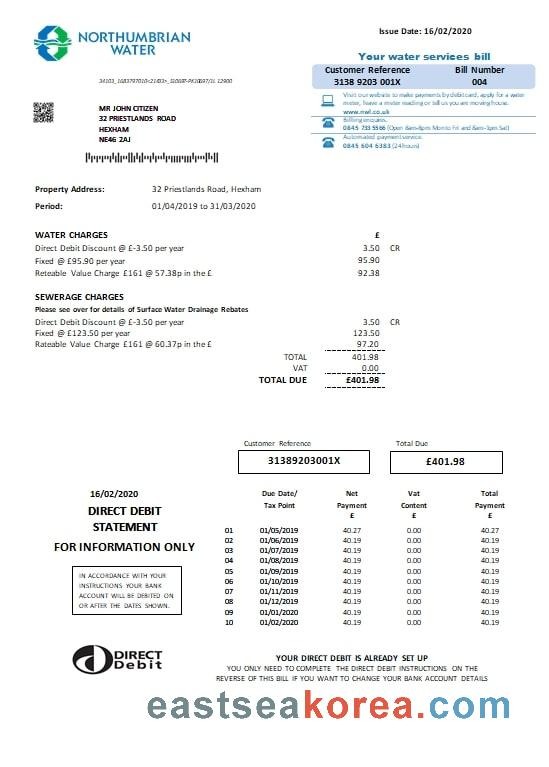 NORTHUMBRIAN
WATER
Issue Date: 16/02/2020
Your water services bill
Customer Reference Bill Number
3138 9203 001X 004
Visit our website to make payments by debit card, apply for a water
meter, leave a meter reading or tell us you are moving house.
www.nwl.co.uk
Billing enquires.
0845 733 5566 (Open 8am-8pm Mon to Fri and 8am-1pm Sat)
Automated payment service.
0845 604 6383 (24 hours)
MR JOHN CITIZEN
32 PRIESTLANDS ROAD
HEXHAM
NE46 2AJ
Property Address: 32 Priestlands Road, Hexham
Period: 01/04/2019 to 31/03/2020
WATER CHARGES £
Direct Debit Discount @ £-3.50 per year 3.50 CR
Fixed @ £95.90 per year 95.90
Reteable Value Charge £161 @ 57.38p in the £ 92.38
SEWERAGE CHARGES
Please see over for details of Surface Water Drainage Rebates
Direct Debit Discount @ £-3.50 per year 3.50 CR
Fixed @ £123.50 per year 123.50
Rateable Value Charge £161 @ 60.37p in the £ 97.20
TOTAL 401.98
VAT 0.00
TOTAL DUE £401.98
Customer Reference Total Due
31389203001X £401.98
16/02/2020
DIRECT DEBIT
STATEMENT
FOR INFORMATION ONLY
IN ACCORDANCE WITH YOUR
INSTRUCTIONS YOUR BANK
ACCOUNT WILL BE DEBITED ON
OR AFTER THE DATES SHOWN.
Due Date/ Net Vat Total
Tax Point Payment Content Payment
£ £ £
01 01/05/2019 40.27 0.00 40.27
02 01/06/2019 40.19 0.00 40.19
03 01/07/2019 40.19 0.00 40.19
04 01/08/2019 40.19 0.00 40.19
05 01/09/2019 40.19 0.00 40.19
06 01/10/2019 40.19 0.00 40.19
07 01/11/2019 40.19 0.00 40.19
08 01/12/2019 40.19 0.00 40.19
09 01/01/2020 40.19 0.00 40.19
10 01/02/2020 40.19 0.00 40.19
DIRECT
Debit
YOUR DIRECT DEBIT IS ALREADY SET UP
YOU ONLY NEED TO COMPLETE THE DIRECT DEBIT INSTRUCTIONS ON THE
REVERSE OF THIS BILL IF YOU WANT TO CHANGE YOUR BANK ACCOUNT DETAILS
eastseakorea.com